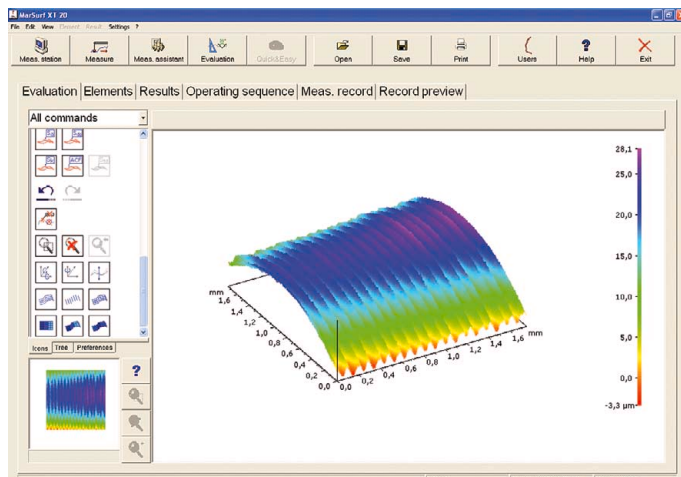 MarSurf XT 20
File Edit View Element Result Settings ?
Meas. station Measure Meas. assistant Evaluation Quick&Easy Open Save Print Users Help Exit
Evaluation Elements Results Operating sequence Meas. record Record preview
All commands
ACF
Icons Tree Preferences
?
28,1
25,0
20,0
15,0
10,0
5,0
0,0
-3,3 µm
mm
1,6
1,4
1,2
1,0
0,8
0,6
0,4
0,2
0,0
0,0 0,2 0,4 0,6 0,8 1,0 1,2 1,4 1,6 mm